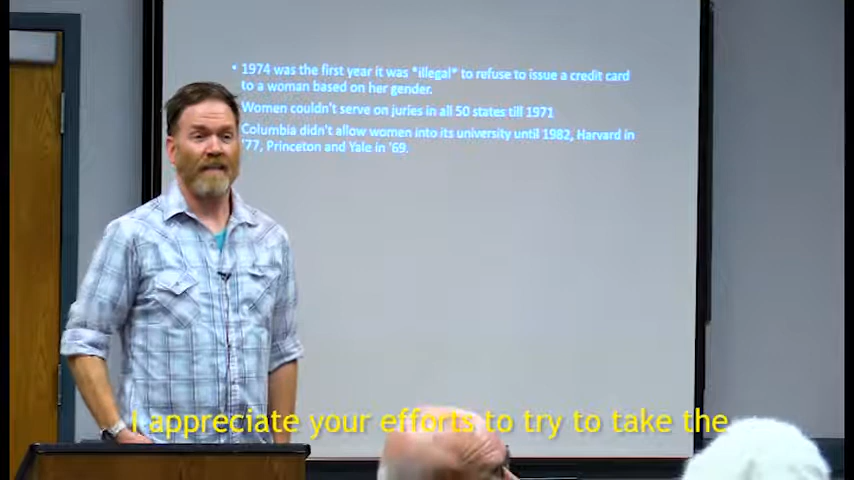 • 1974 was the first year it was *illegal* to refuse to issue a credit card
to a woman based on her gender.
Women couldn't serve on juries in all 50 states till 1971
Columbia didn't allow women into its university until 1982, Harvard in
'77, Princeton and Yale in '69.
I appreciate your efforts to try to take the